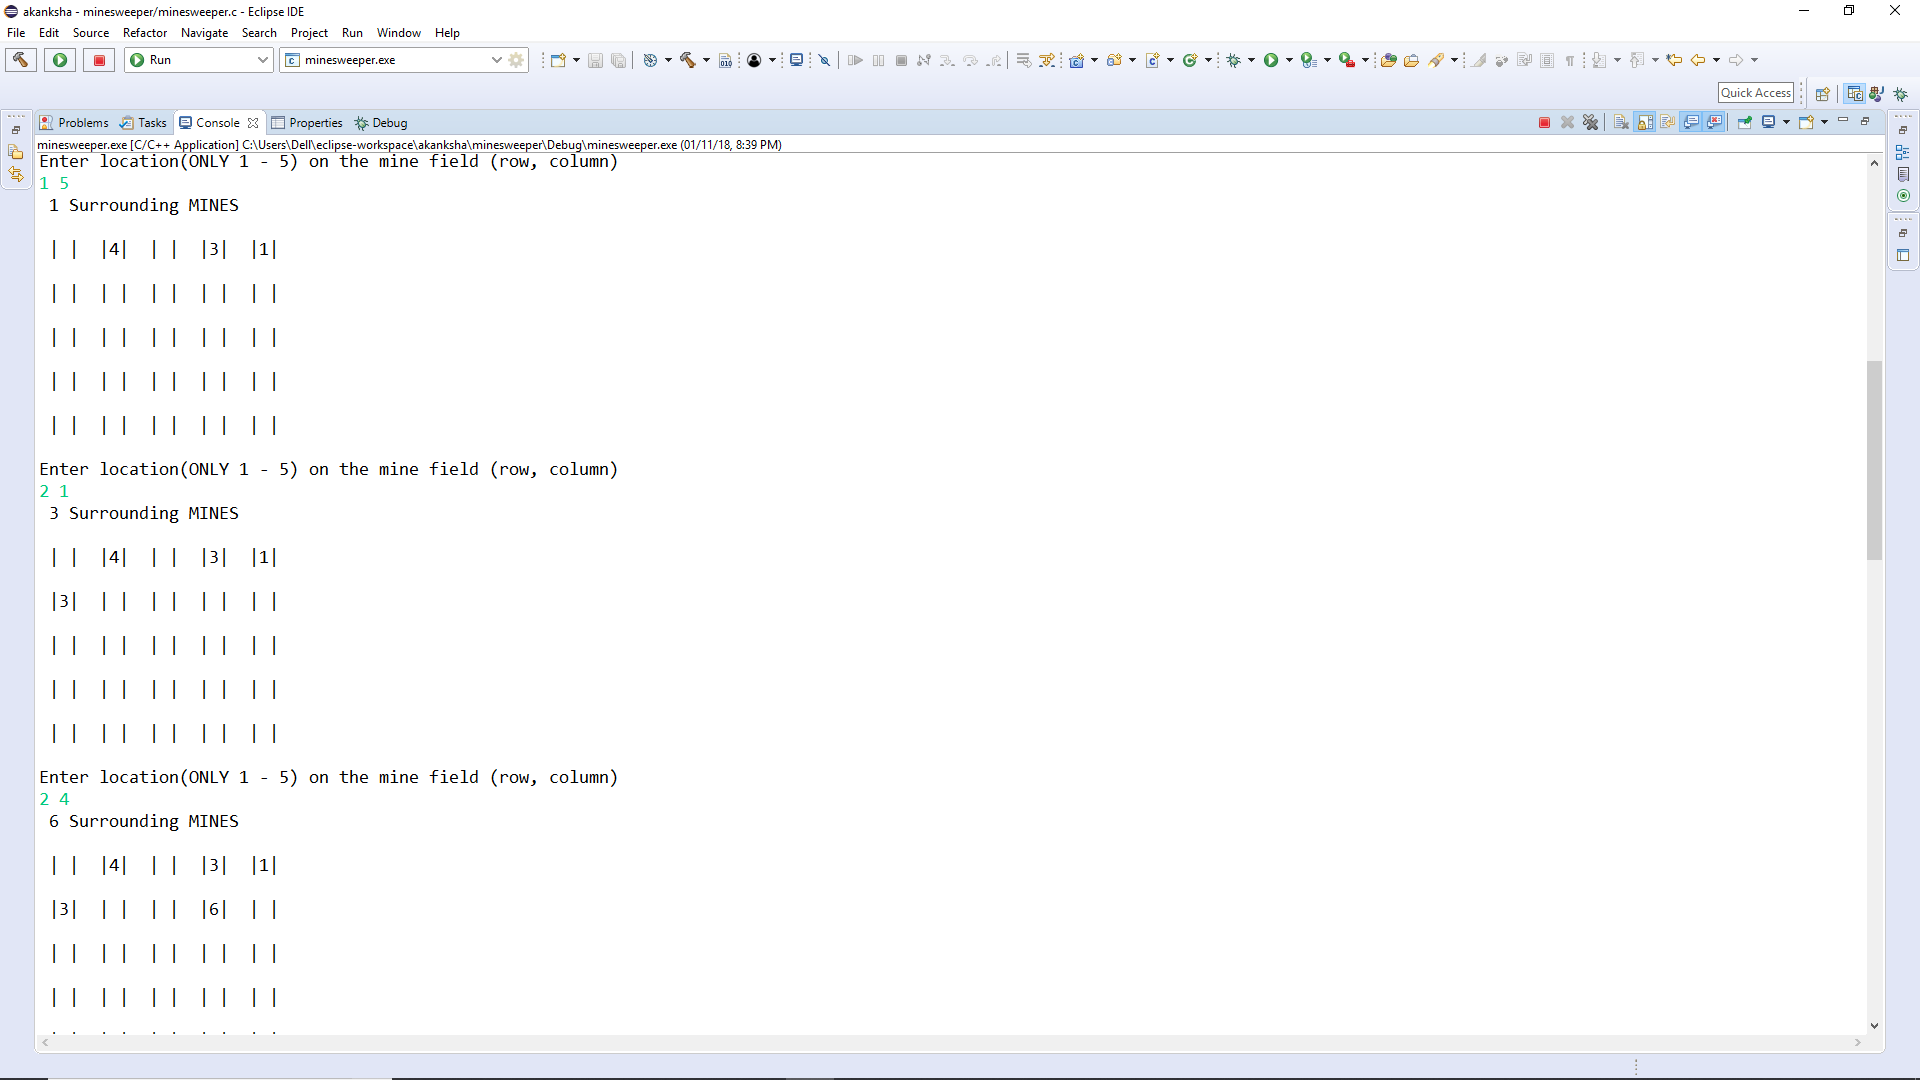 akanksha - minesweeper/minesweeper.c - Eclipse IDE
File Edit Source Refactor Navigate Search Project Run Window Help
Run minesweeper.exe
Quick Access
Problems Tasks Console Properties Debug
minesweeper.exe [C/C++ Application] C:\Users\Dell\eclipse-workspace\akanksha\minesweeper\Debug\minesweeper.exe (01/11/18, 8:39 PM)
Enter location(ONLY 1 - 5) on the mine field (row, column)
1 5
1 Surrounding MINES
| | |4| | | |3| |1|
| | | | | | | | | |
| | | | | | | | | |
| | | | | | | | | |
| | | | | | | | | |
Enter location(ONLY 1 - 5) on the mine field (row, column)
2 1
3 Surrounding MINES
| | |4| | | |3| |1|
|3| | | | | | | | |
| | | | | | | | | |
| | | | | | | | | |
| | | | | | | | | |
Enter location(ONLY 1 - 5) on the mine field (row, column)
2 4
6 Surrounding MINES
| | |4| | | |3| |1|
|3| | | | | |6| | |
| | | | | | | | | |
| | | | | | | | | |
| | | | | | | | | |